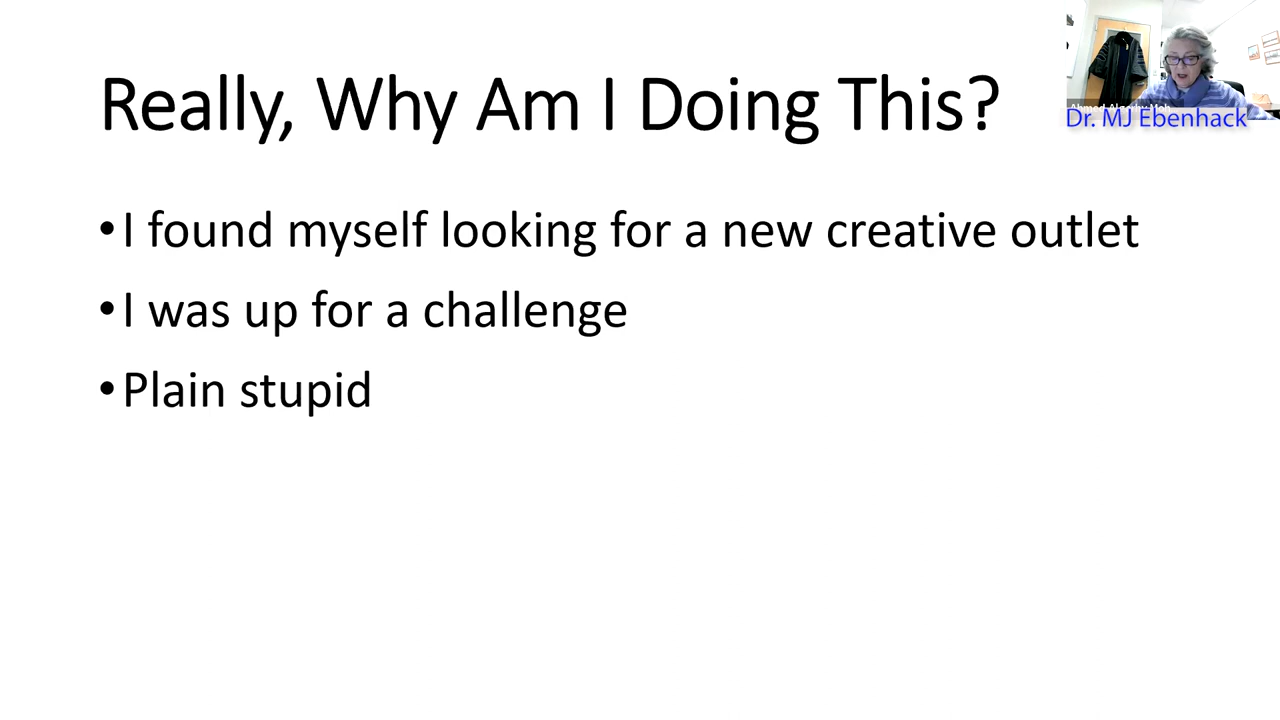 Really, Why Am I Doing This?
Dr. MJ Ebenhack
•I found myself looking for a new creative outlet
•I was up for a challenge
•Plain stupid